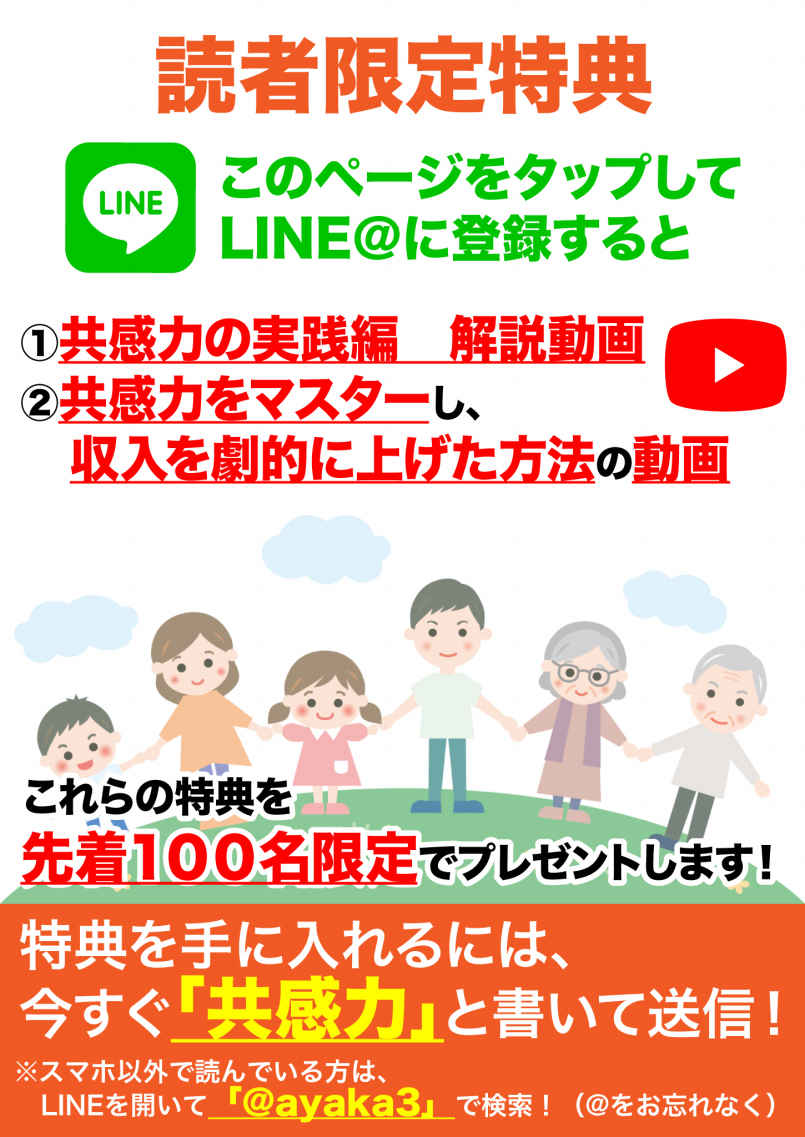 読者限定特典
LINE
このページをタップして
LINE@に登録すると
①共感力の実践編　解説動画
②共感力をマスターし、
収入を劇的に上げた方法の動画
これらの特典を
先着100名限定でプレゼントします！
特典を手に入れるには、
今すぐ「共感力」と書いて送信！
※スマホ以外で読んでいる方は、
LINEを開いて「@ayaka3」で検索！（@をお忘れなく）